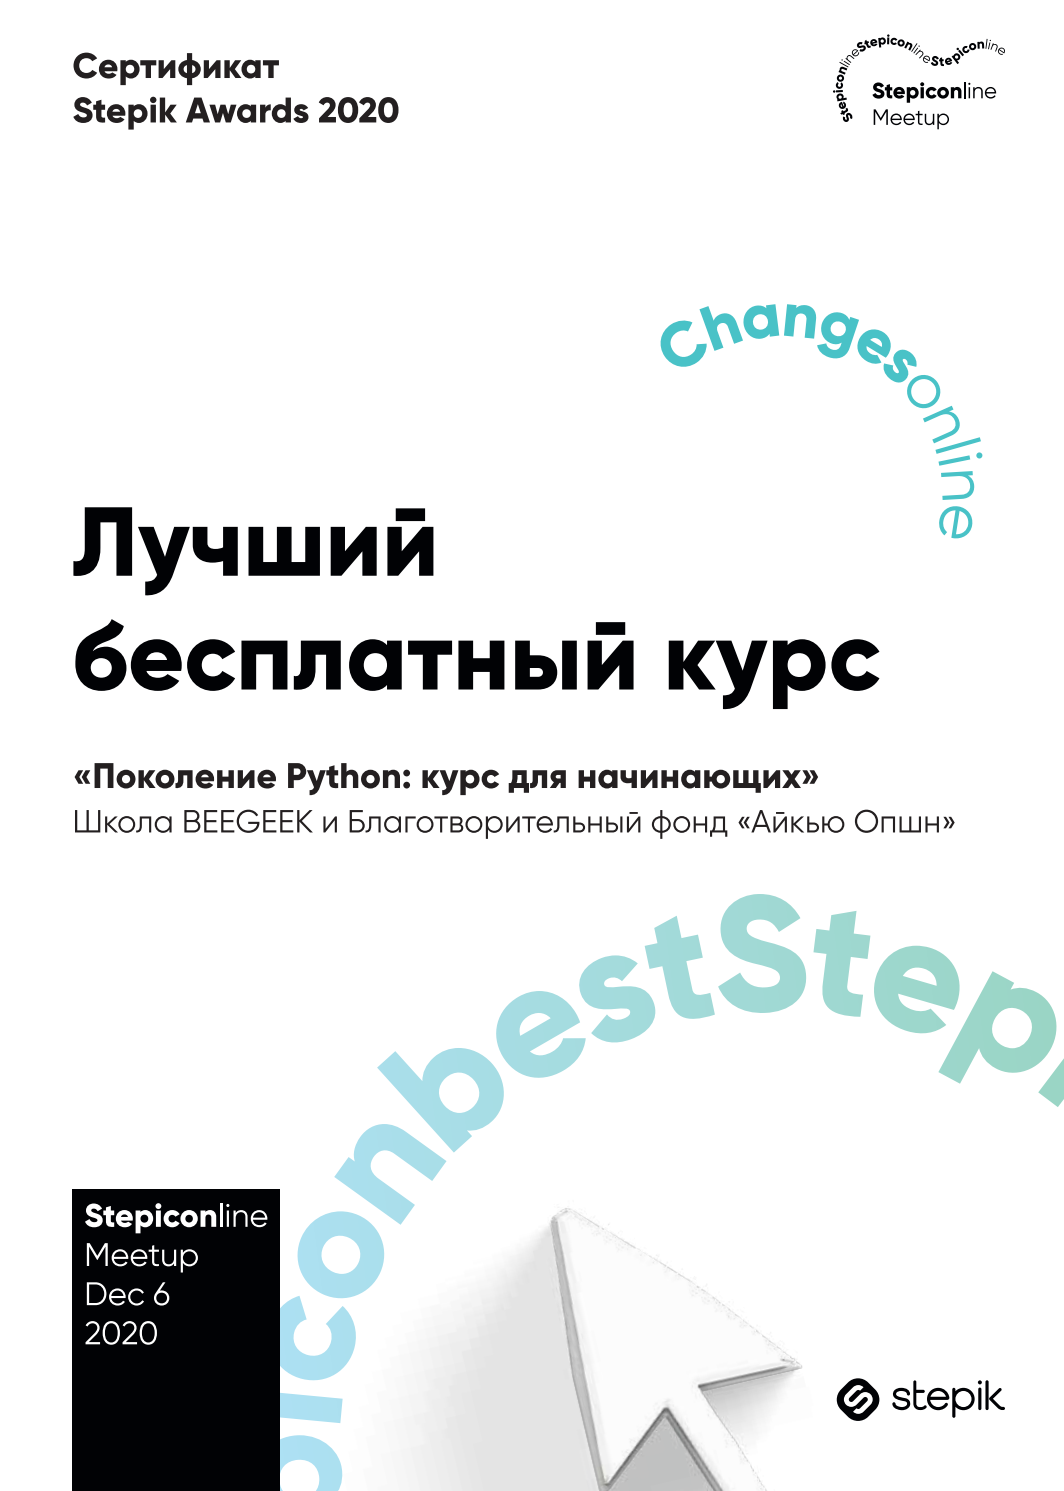 Сертификат
Stepik Awards 2020
StepiconlineStepiconlineStepiconline
Stepiconline
Meetup
Changesonline
Лучший
бесплатный курс
«Поколение Python: курс для начинающих»
Школа BEEGEEK и Благотворительный фонд «Айкью Опшн»
piconbestStepi
Stepiconline
Meetup
Dec 6
2020
stepik